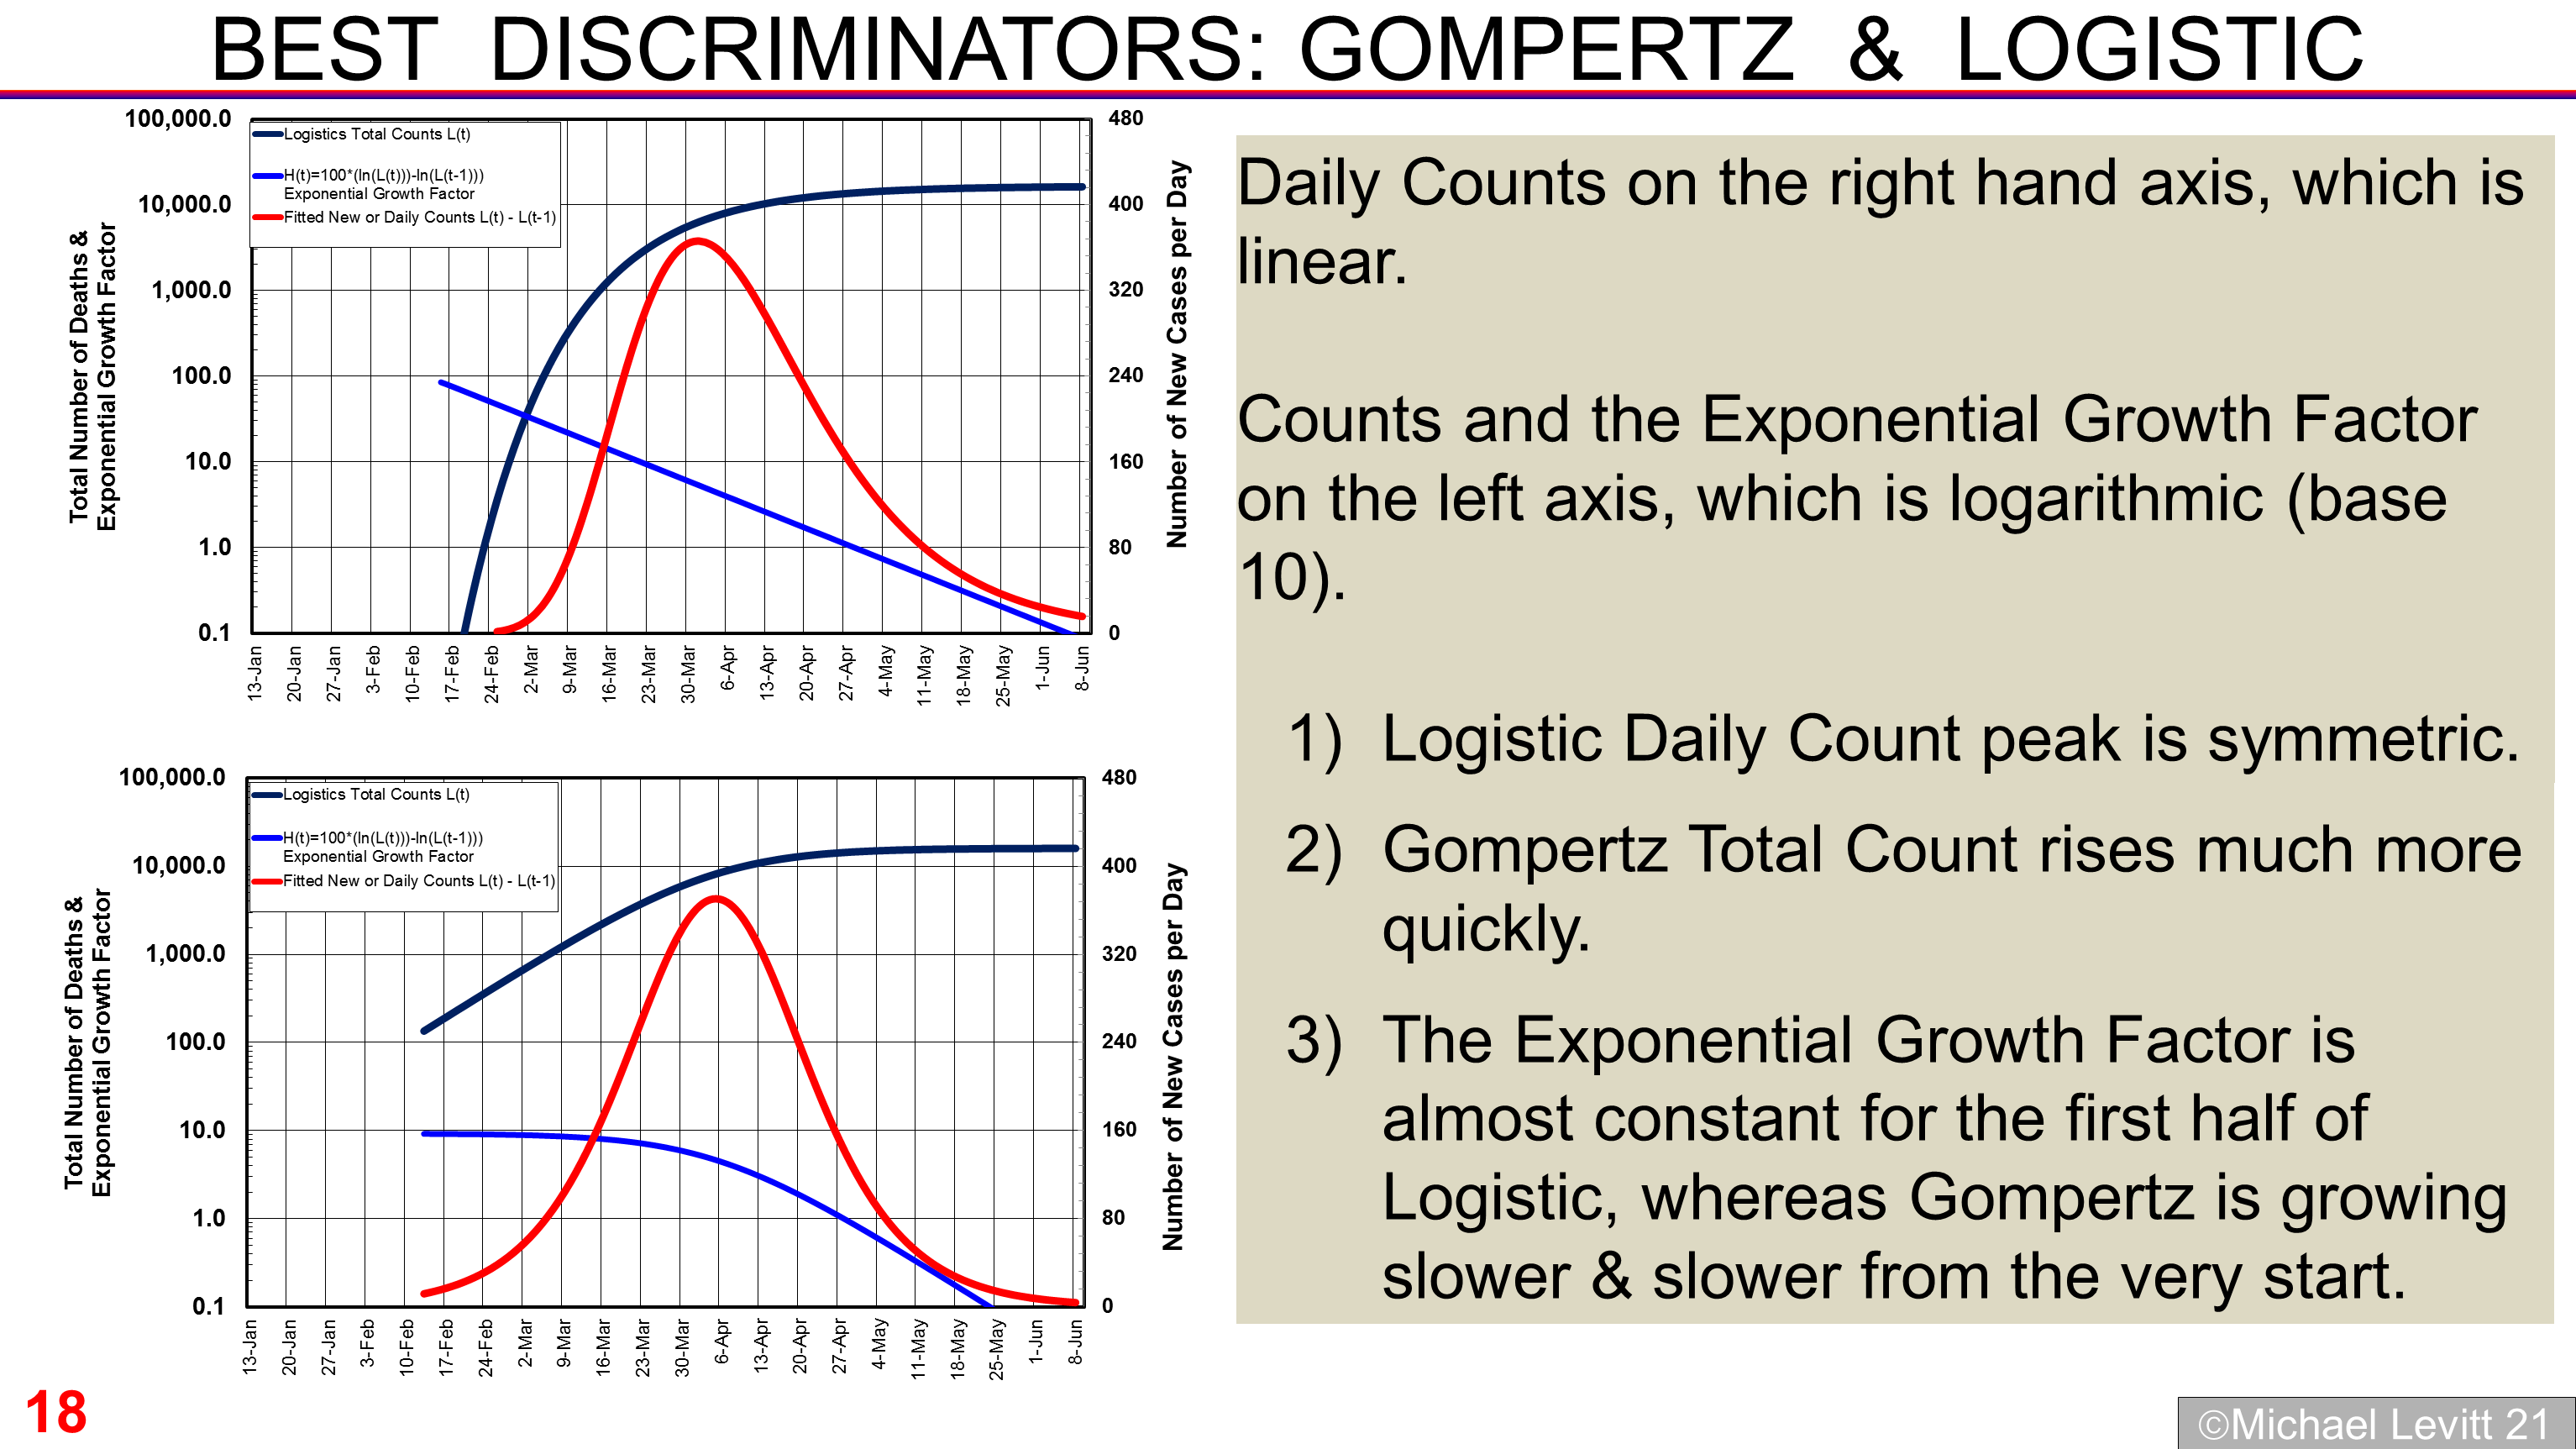 BEST DISCRIMINATORS: GOMPERTZ & LOGISTIC
Total Number of Deaths &
Exponential Growth Factor
100,000.0
10,000.0
1,000.0
100.0
10.0
1.0
0.1
Logistics Total Counts L(t)
H(t)=100*(ln(L(t)))-ln(L(t-1)))
Exponential Growth Factor
Fitted New or Daily Counts L(t) - L(t-1)
480
400
320
240
160
80
0
Number of New Cases per Day
13-Jan
20-Jan
27-Jan
3-Feb
10-Feb
17-Feb
24-Feb
2-Mar
9-Mar
16-Mar
23-Mar
30-Mar
6-Apr
13-Apr
20-Apr
27-Apr
4-May
11-May
18-May
25-May
1-Jun
8-Jun
Total Number of Deaths &
Exponential Growth Factor
100,000.0
10,000.0
1,000.0
100.0
10.0
1.0
0.1
Logistics Total Counts L(t)
H(t)=100*(ln(L(t)))-ln(L(t-1)))
Exponential Growth Factor
Fitted New or Daily Counts L(t) - L(t-1)
480
400
320
240
160
80
0
Number of New Cases per Day
13-Jan
20-Jan
27-Jan
3-Feb
10-Feb
17-Feb
24-Feb
2-Mar
9-Mar
16-Mar
23-Mar
30-Mar
6-Apr
13-Apr
20-Apr
27-Apr
4-May
11-May
18-May
25-May
1-Jun
8-Jun
Daily Counts on the right hand axis, which is
linear.
Counts and the Exponential Growth Factor
on the left axis, which is logarithmic (base
10).
1) Logistic Daily Count peak is symmetric.
2) Gompertz Total Count rises much more
quickly.
3) The Exponential Growth Factor is
almost constant for the first half of
Logistic, whereas Gompertz is growing
slower & slower from the very start.
18
©Michael Levitt 21